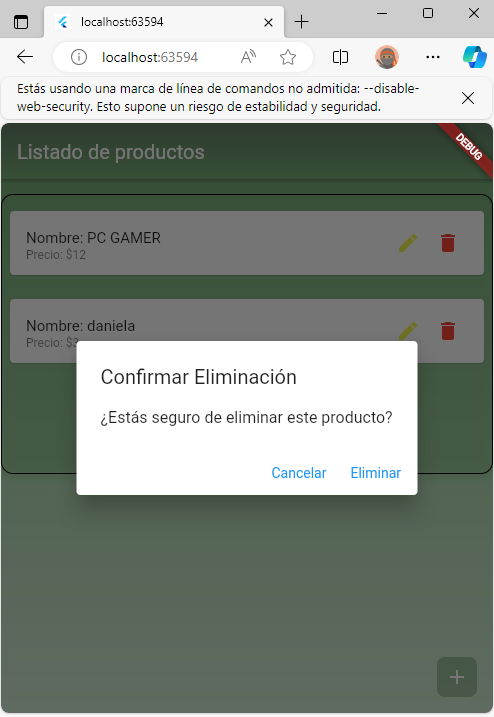 localhost:63594
localhost:63594
Estás usando una marca de línea de comandos no admitida: --disable-
web-security. Esto supone un riesgo de estabilidad y seguridad.
Listado de productos
DEBUG
Nombre: PC GAMER
Precio: $12
Nombre: daniela
Precio: $3
Confirmar Eliminación
¿Estás seguro de eliminar este producto?
Cancelar
Eliminar